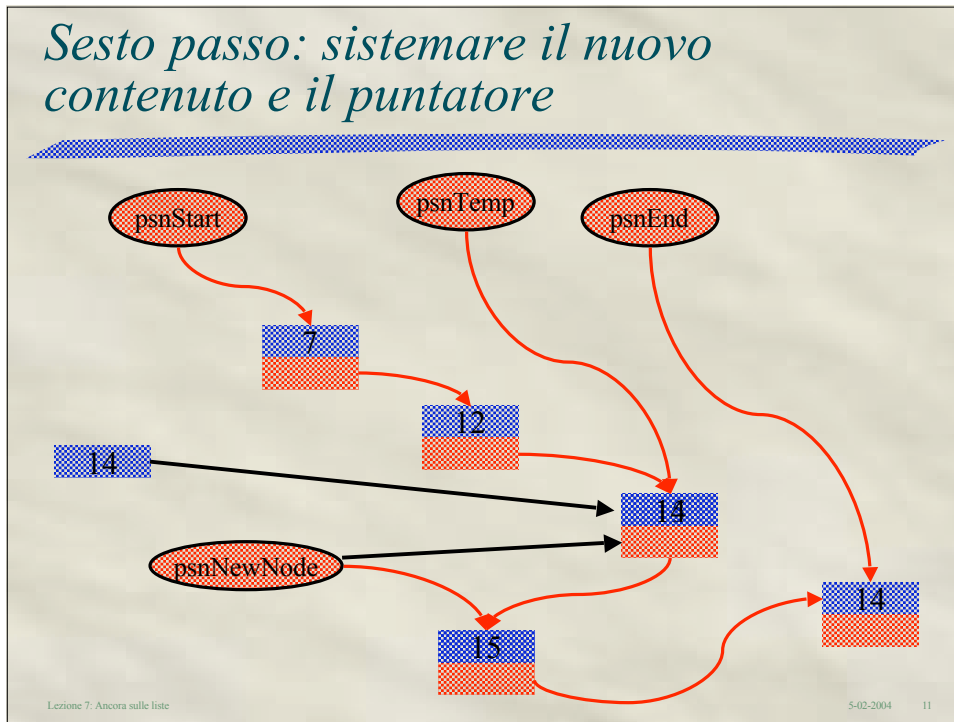 Sesto passo: sistemare il nuovo
contenuto e il puntatore
psnStart
psnTemp
psnEnd
7
12
14
psnNewNode
14
15
Lezione 7: Ancora sulle liste
5-02-2004
11